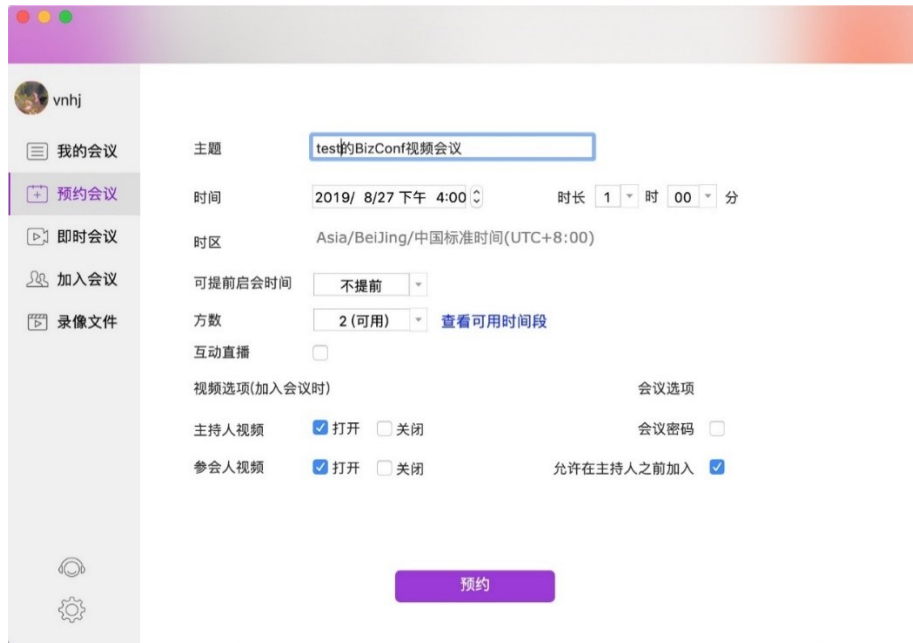 vnhj
我的会议
预约会议
即时会议
加入会议
录像文件
主题 test的BizConf视频会议
时间 2019/ 8/27 下午 4:00 时长 1 时 00 分
时区 Asia/BeiJing/中国标准时间(UTC+8:00)
可提前启会时间 不提前
方数 2 (可用) 查看可用时间段
互动直播
视频选项(加入会议时) 会议选项
主持人视频 打开 关闭 会议密码
参会人视频 打开 关闭 允许在主持人之前加入
预约